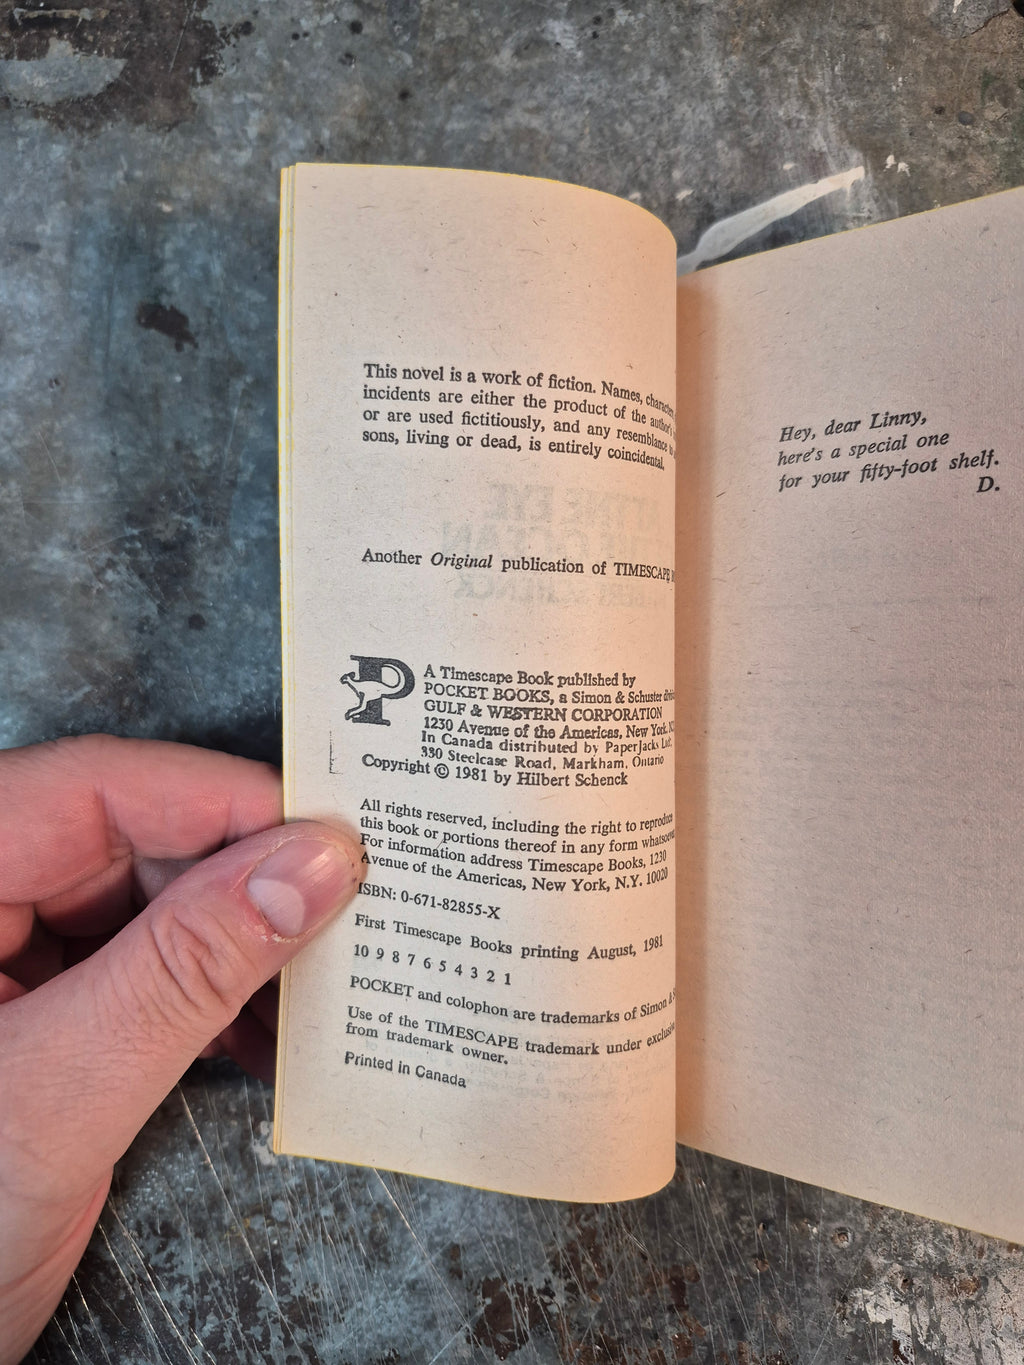 This novel is a work of fiction. Names, character
incidents are either the product of the author's
or are used fictitiously, and any resemblance to
sons, living or dead, is entirely coincidental.
Another Original publication of TIMESCAPE
P
A Timescape Book published by
POCKET BOOKS, a Simon & Schuster
GULF & WESTERN CORPORATION
1230 Avenue of the Americas, New York,
In Canada distributed by PaperJacks Ltd.
330 Steelcase Road, Markham, Ontario
Copyright © 1981 by Hilbert Schenck
All rights reserved, including the right to
this book or portions thereof in any form
For information address Timescape Books, 1230
Avenue of the Americas, New York, N.Y. 10020
ISBN: 0-671-82855-X
First Timescape Books printing August, 1981
10 9 8 7 6 5 4 3 2 1
POCKET and colophon are trademarks of Simon &
Use of the TIMESCAPE trademark under
from trademark owner.
Printed in Canada
Hey, dear Linny,
here's a special one
for your fifty-foot shelf.
D.